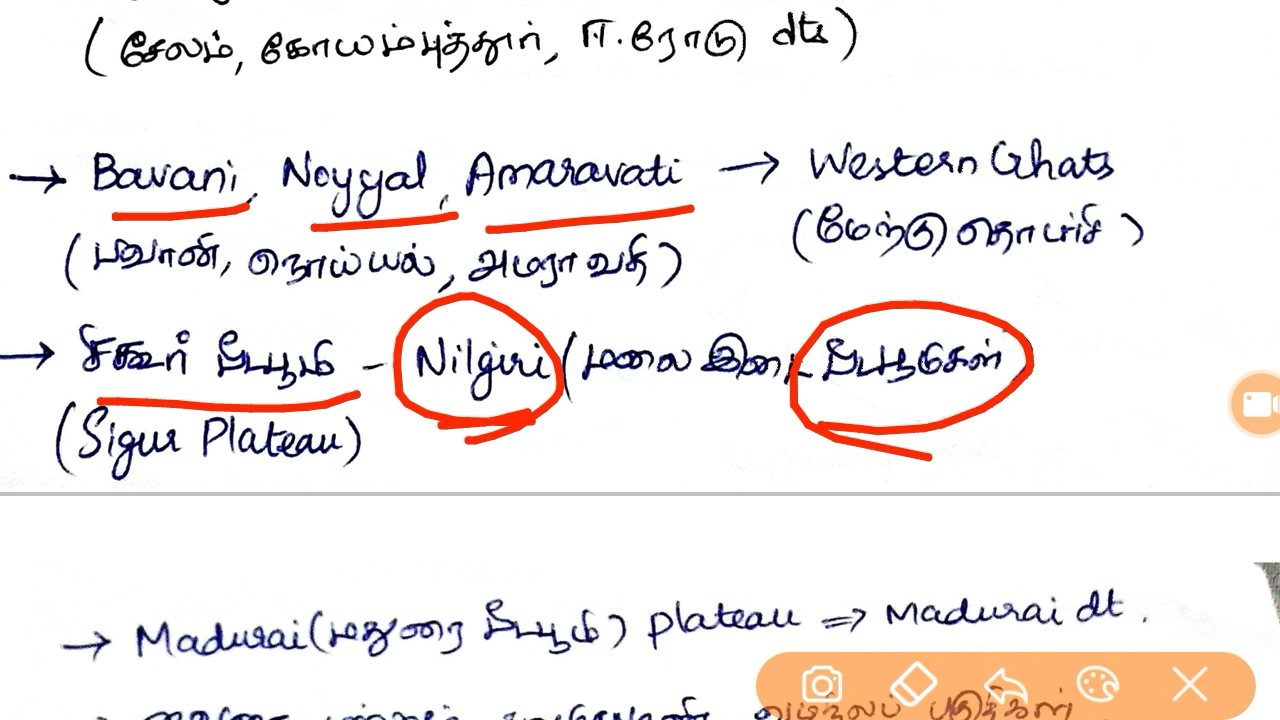 (சேலம், கோயம்புத்தூர், ஈ.ரோடு dts)
→ Bavani, Noyyal, Amaravati → Western Ghats
(பவானி, நொய்யல், அமராவதி) (மேற்கு தொடர்ச்சி)
→ சிகூர் பீடபூமி - Nilgiri (மலை இடை பீடபூமிகள்)
(Sigur Plateau)
→ Madurai (மதுரை பீடபூமி) plateau ⇒ Madurai dt.